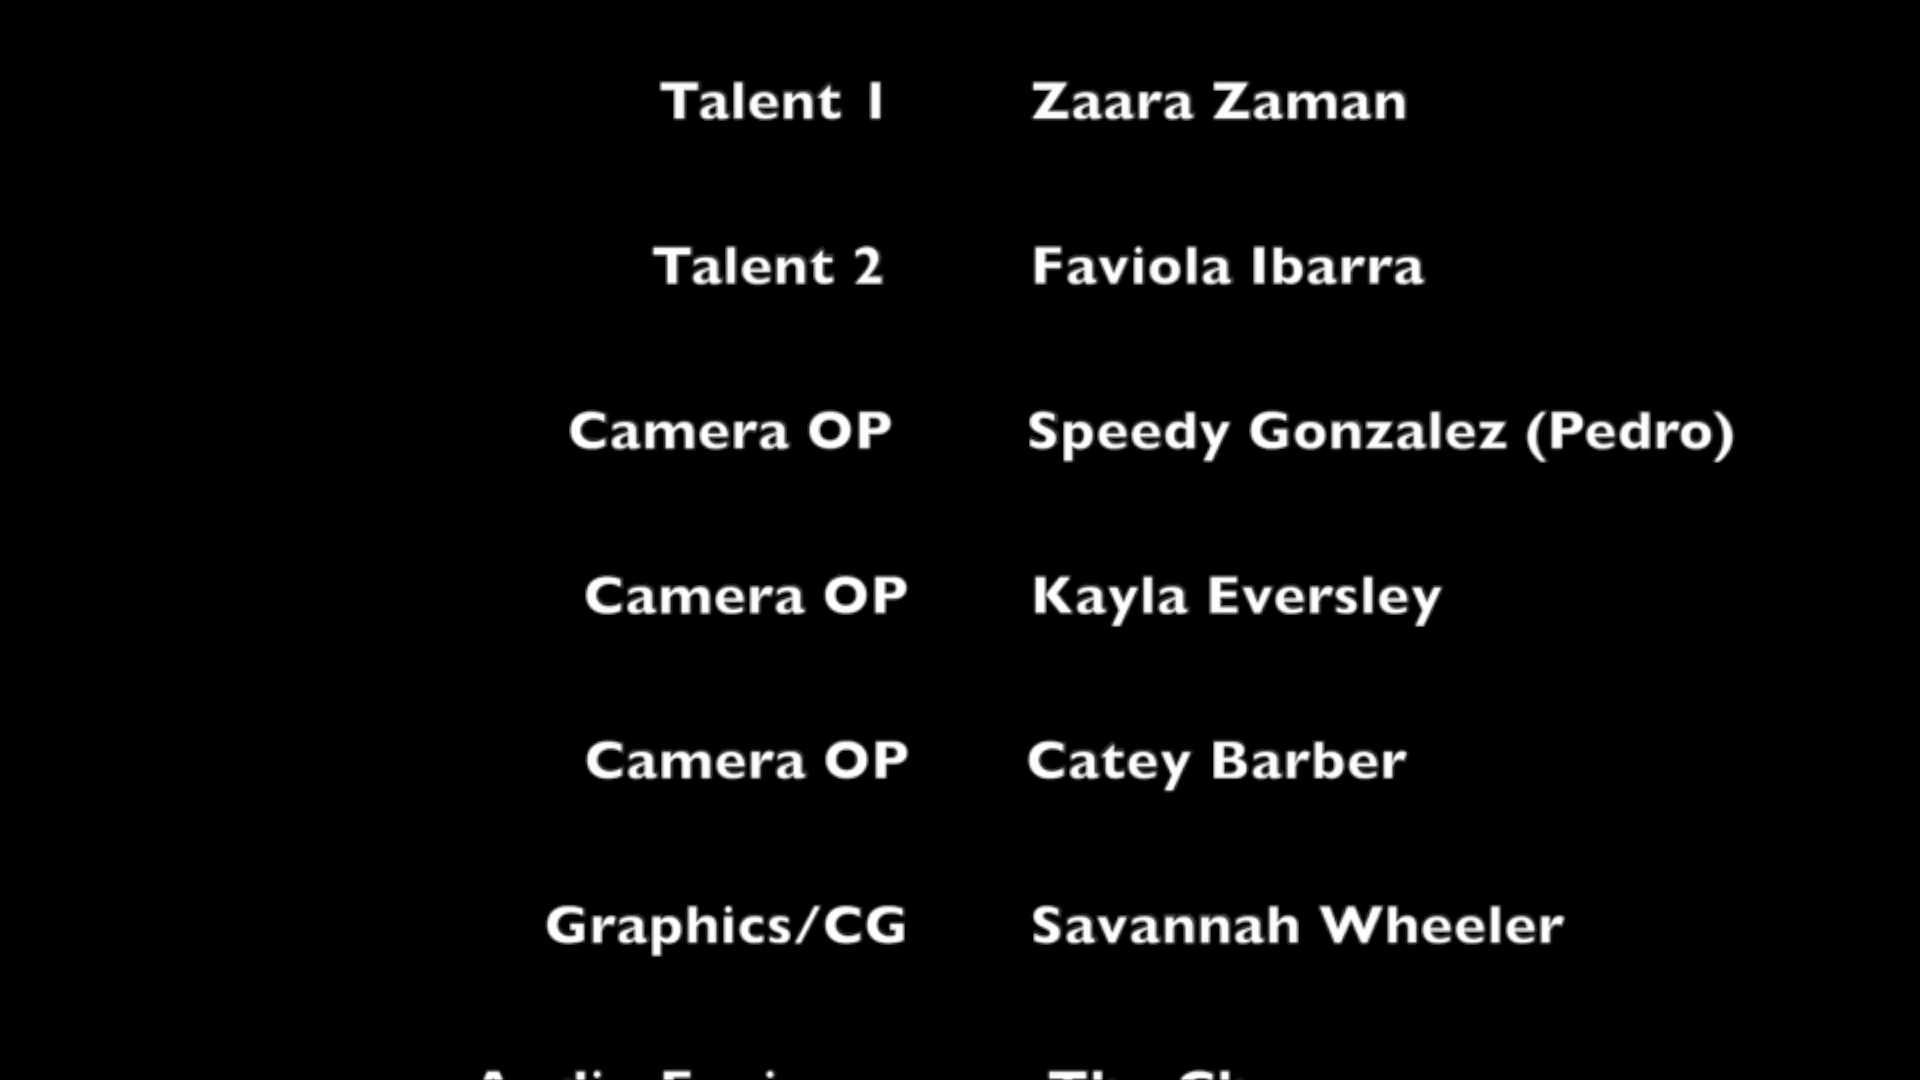 Talent 1 Zaara Zaman
Talent 2 Faviola Ibarra
Camera OP Speedy Gonzalez (Pedro)
Camera OP Kayla Eversley
Camera OP Catey Barber
Graphics/CG Savannah Wheeler